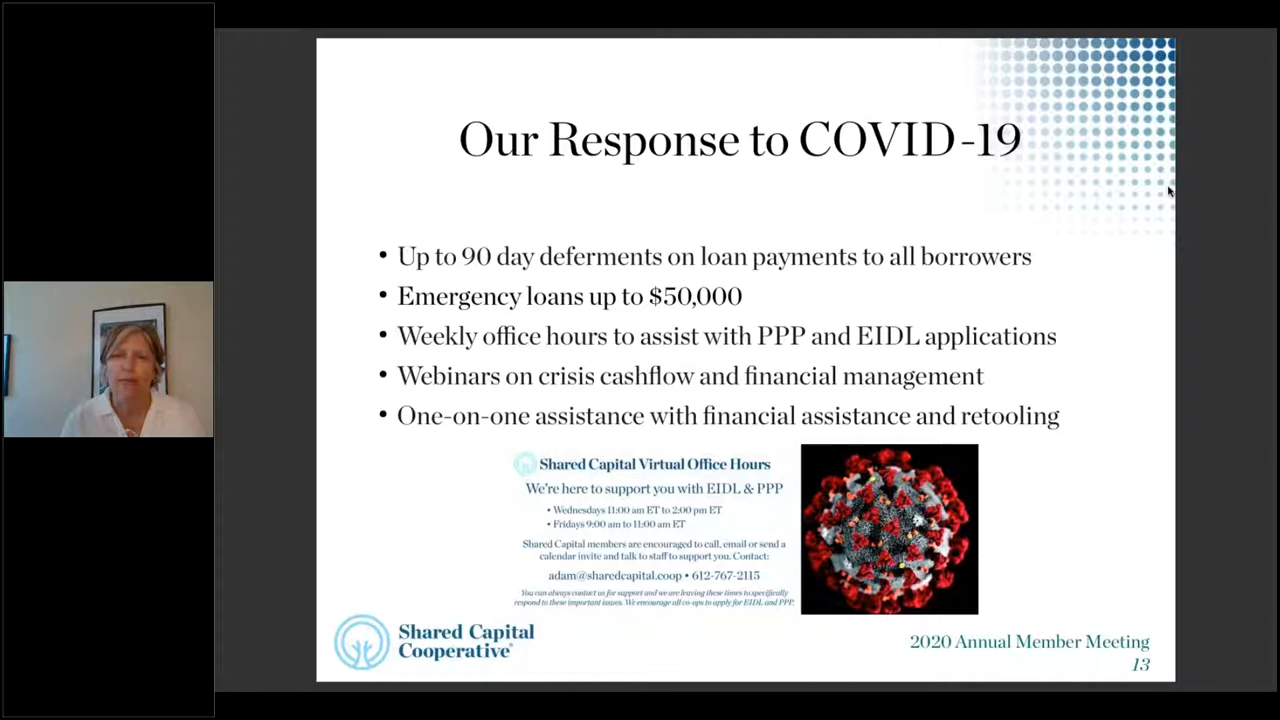 Our Response to COVID-19
• Up to 90 day deferments on loan payments to all borrowers
• Emergency loans up to $50,000
• Weekly office hours to assist with PPP and EIDL applications
• Webinars on crisis cashflow and financial management
• One-on-one assistance with financial assistance and retooling
Shared Capital Virtual Office Hours
We're here to support you with EIDL & PPP
• Wednesdays 11:00 am ET to 2:00 pm ET
• Fridays 9:00 am to 11:00 am ET
Shared Capital members are encouraged to call, email or send a
calendar invite and talk to staff to support you. Contact:
adam@sharedcapital.coop • 612-767-2115
You can always contact us for support and we are leaving these times to specifically
respond to these important issues. We encourage all co-ops to apply for EIDL and PPP.
Shared Capital
Cooperative®
2020 Annual Member Meeting
13